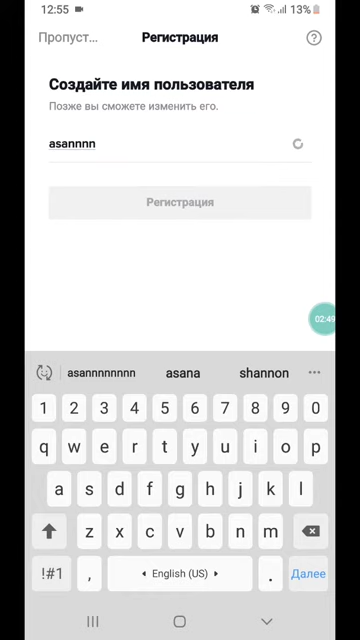 12:55 13%
Пропуст... Регистрация ?
Создайте имя пользователя
Позже вы сможете изменить его.
asannnn
Регистрация
02:49
asannnnnnnn asana shannon ...
1 2 3 4 5 6 7 8 9 0
q w e r t y u i o p
a s d f g h j k l
z x c v b n m
!#1 , English (US) . Далее